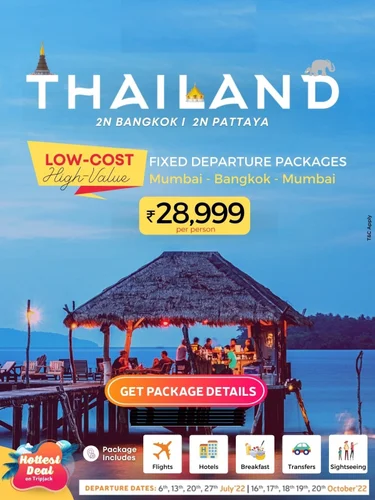 THAILAND
2N BANGKOK I 2N PATTAYA
LOW-COST
High-Value
FIXED DEPARTURE PACKAGES
Mumbai - Bangkok - Mumbai
₹28,999
per person
T&C Apply
GET PACKAGE DETAILS
Hottest
Deal
on Tripjack
Package
Includes
Flights
Hotels
Breakfast
Transfers
Sightseeing
DEPARTURE DATES: 6th, 13th, 20th, 27th July'22 | 16th, 17th, 18th 19th, 20th October'22